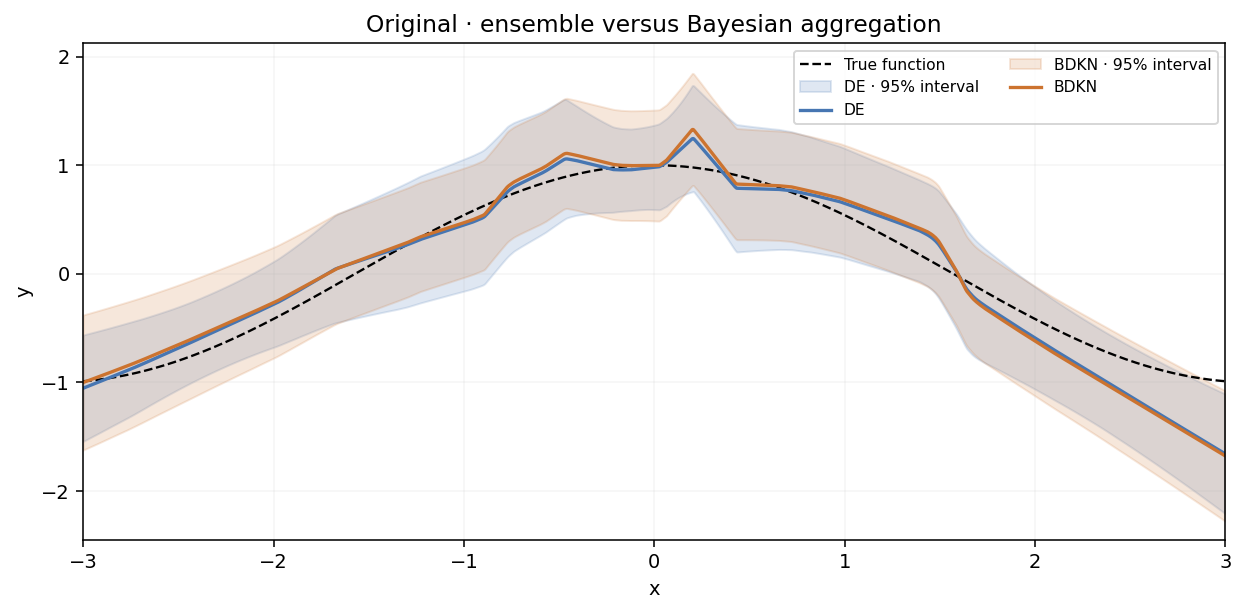 Original · ensemble versus Bayesian aggregation
True function
DE · 95% interval
DE
BDKN · 95% interval
BDKN
y
2
1
0
−1
−2
−3
−2
−1
0
1
2
3
x